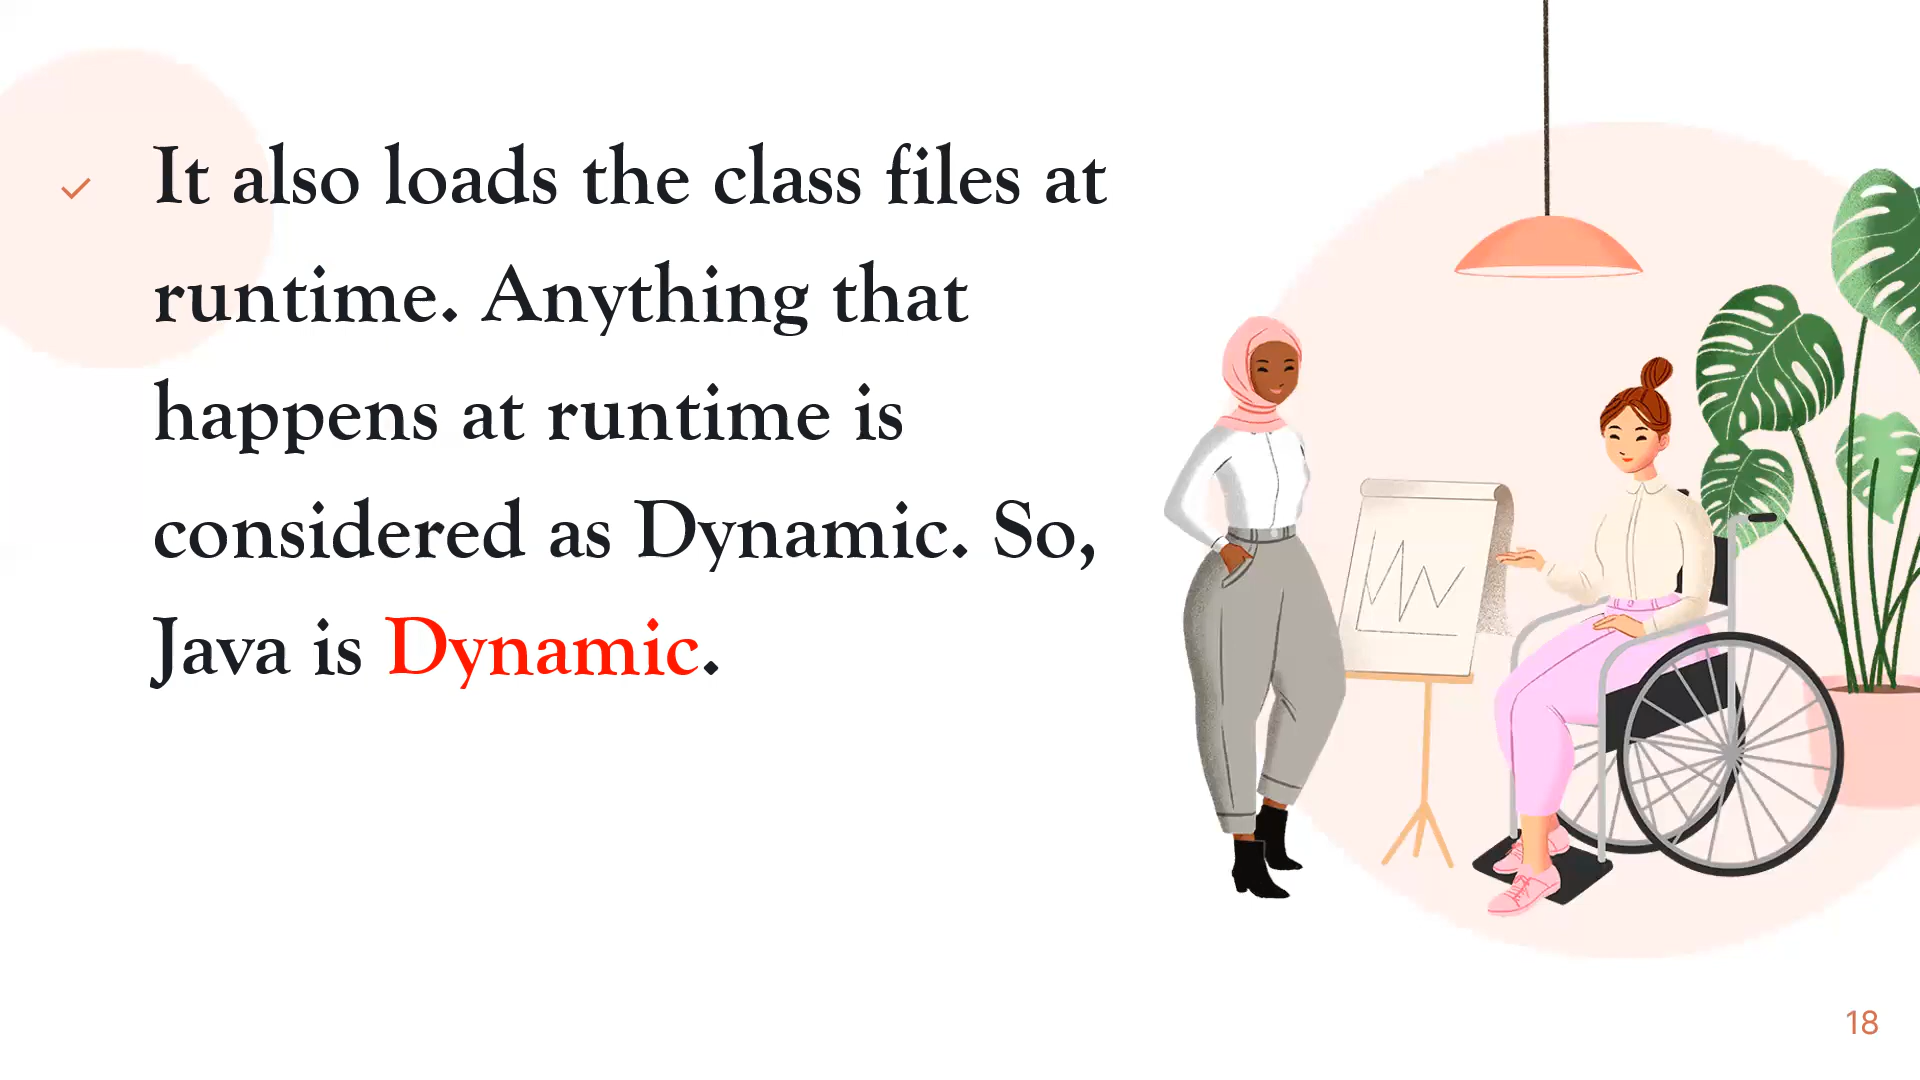 It also loads the class files at
runtime. Anything that
happens at runtime is
considered as Dynamic. So,
Java is Dynamic.
18